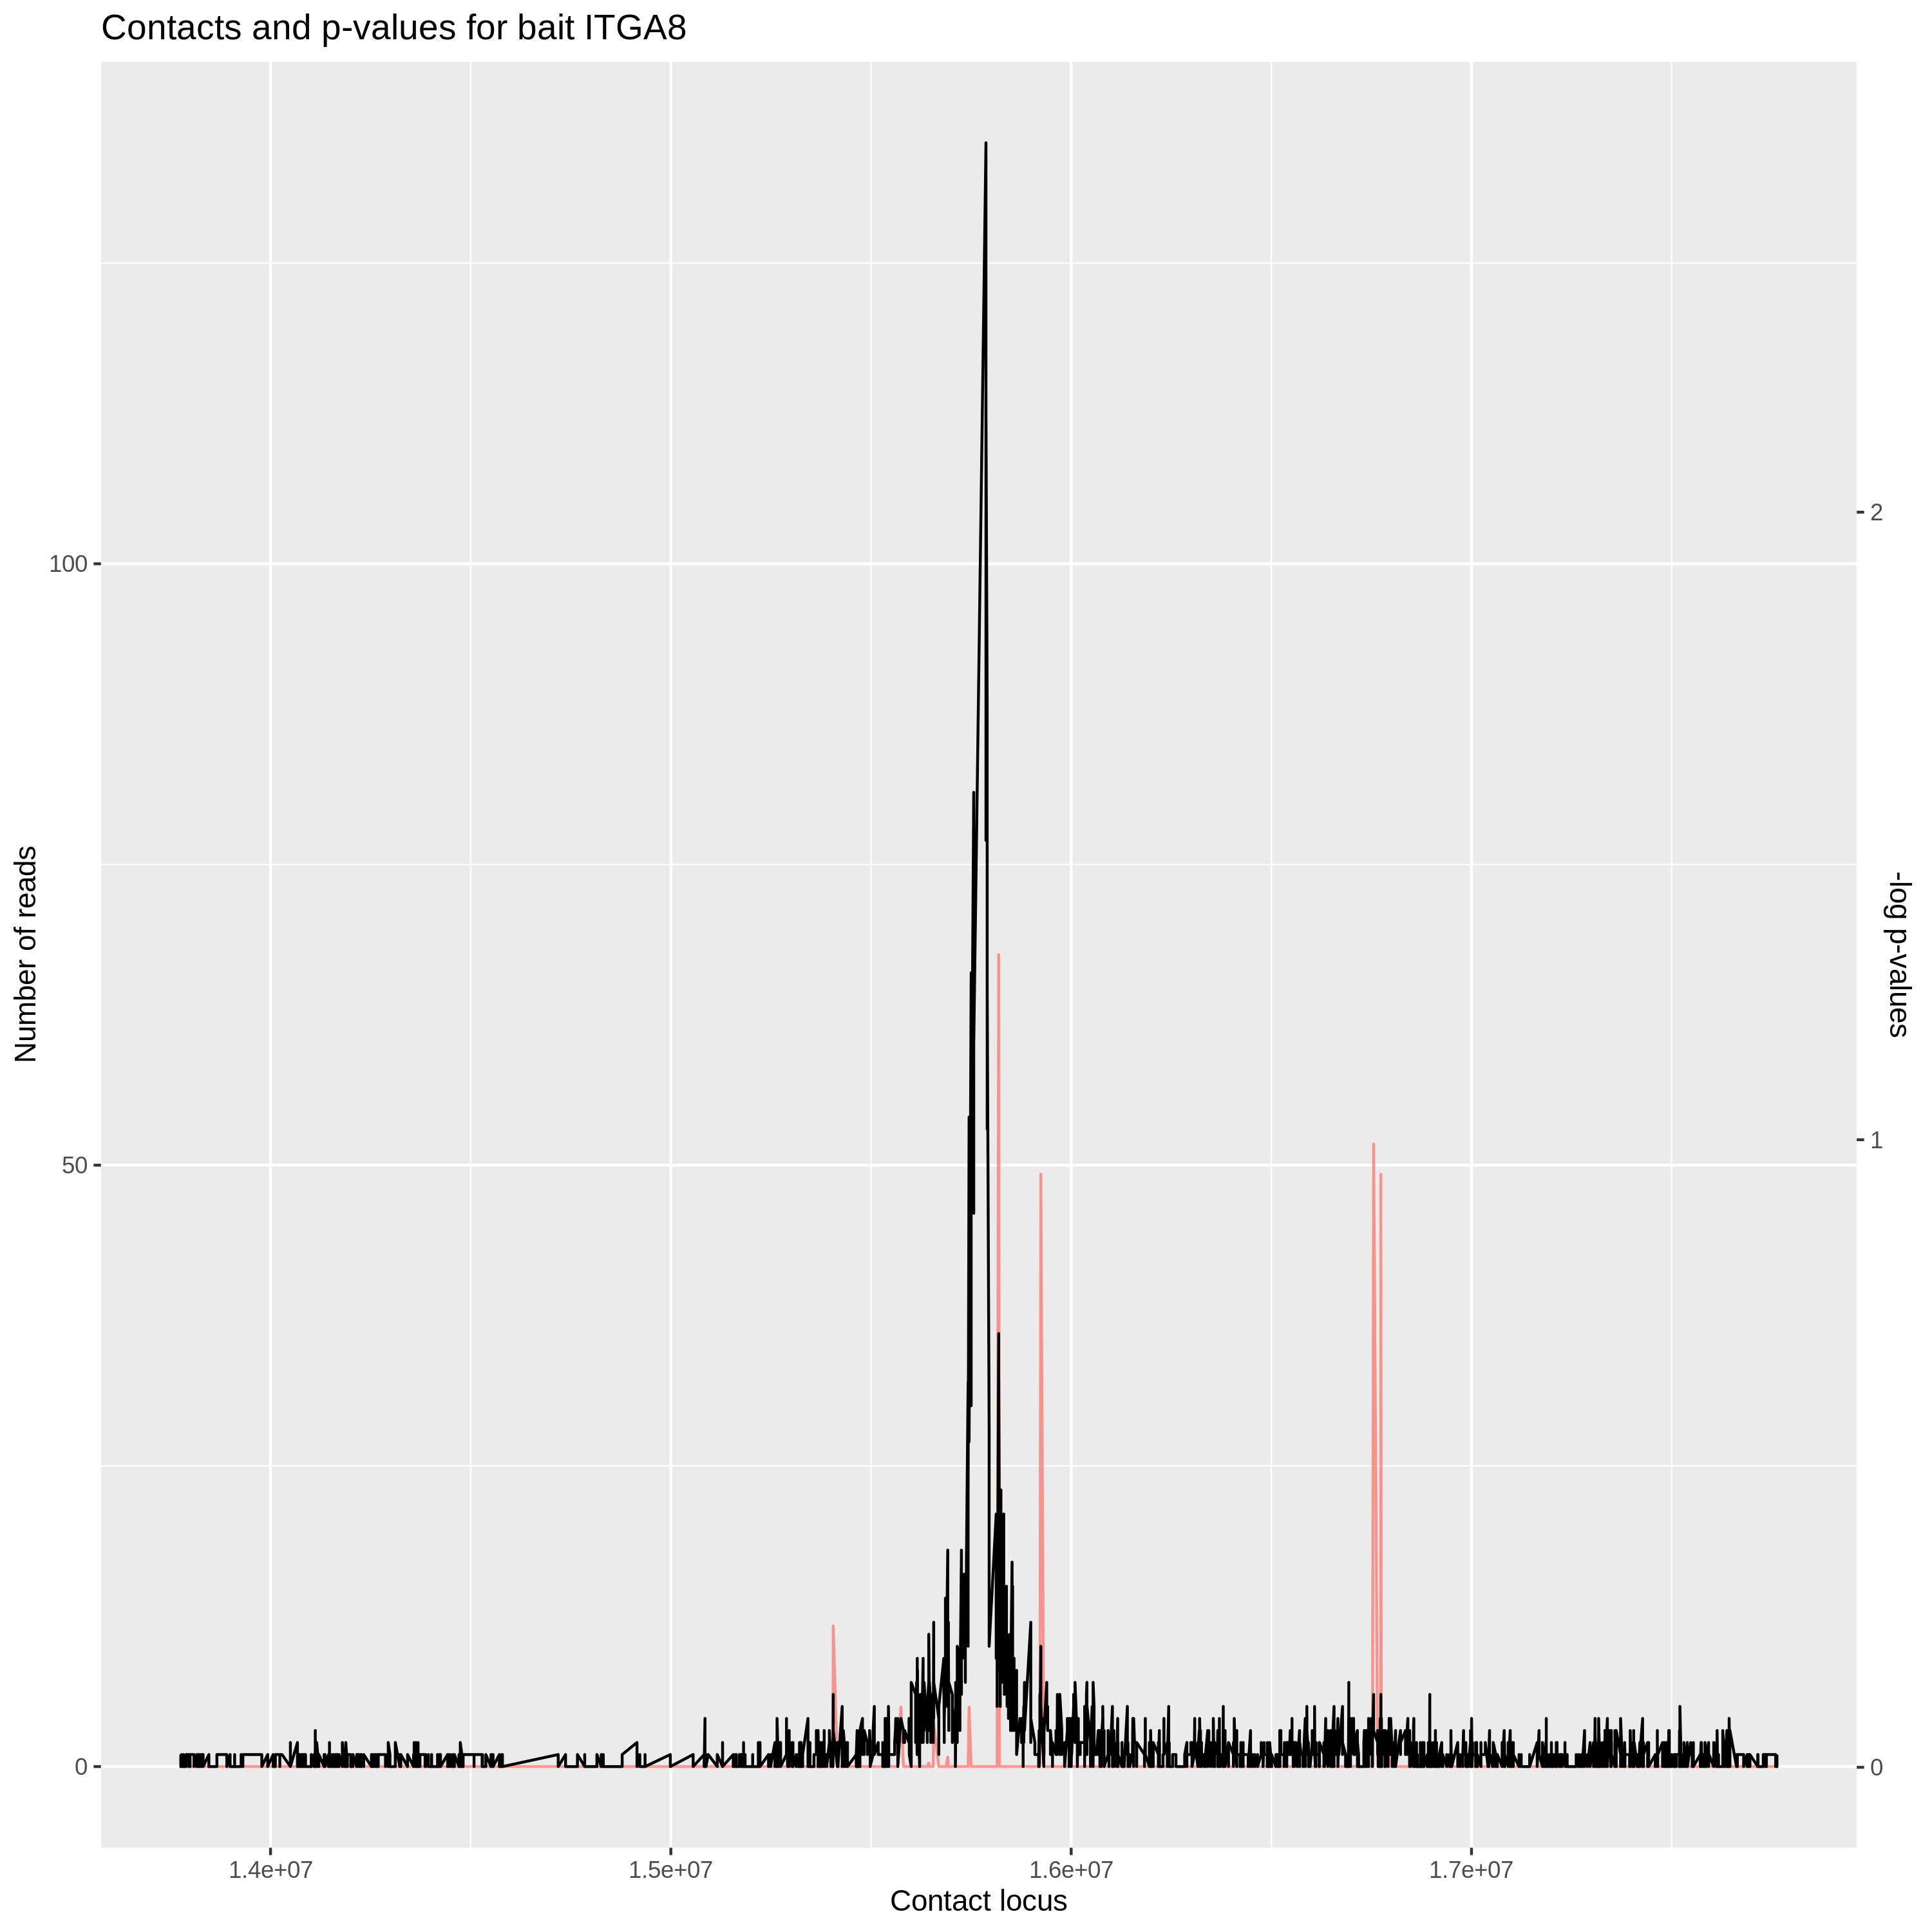 Contacts and p-values for bait ITGA8
Number of reads
100
50
0
2
1
0
-log p-values
1.4e+07
1.5e+07
1.6e+07
1.7e+07
Contact locus